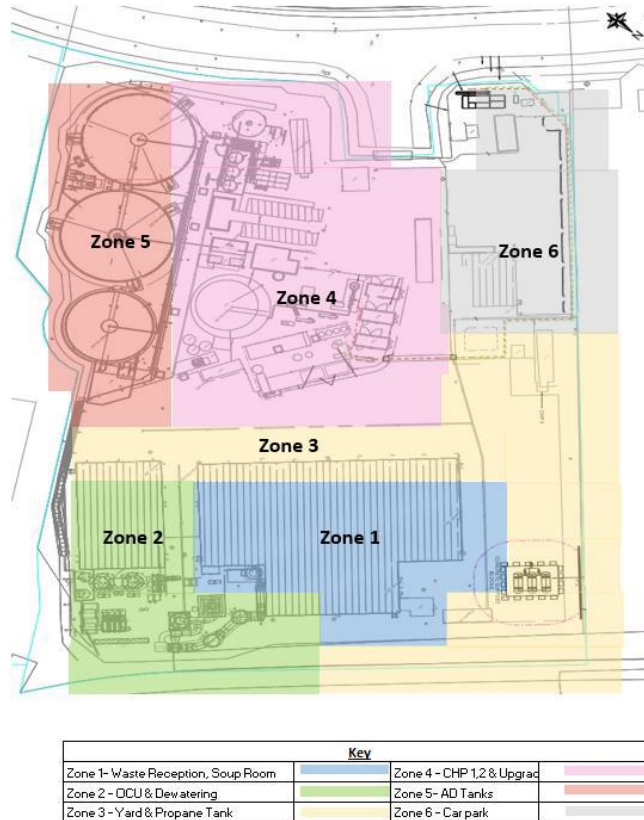 N
Zone 5
Zone 4
Zone 6
Zone 3
Zone 2
Zone 1
Key
Zone 1- Waste Reception, Soup Room
Zone 4 - CHP 1,2 & Upgrad
Zone 2 - OCU & Dewatering
Zone 5- AD Tanks
Zone 3 - Yard & Propane Tank
Zone 6 - Car park